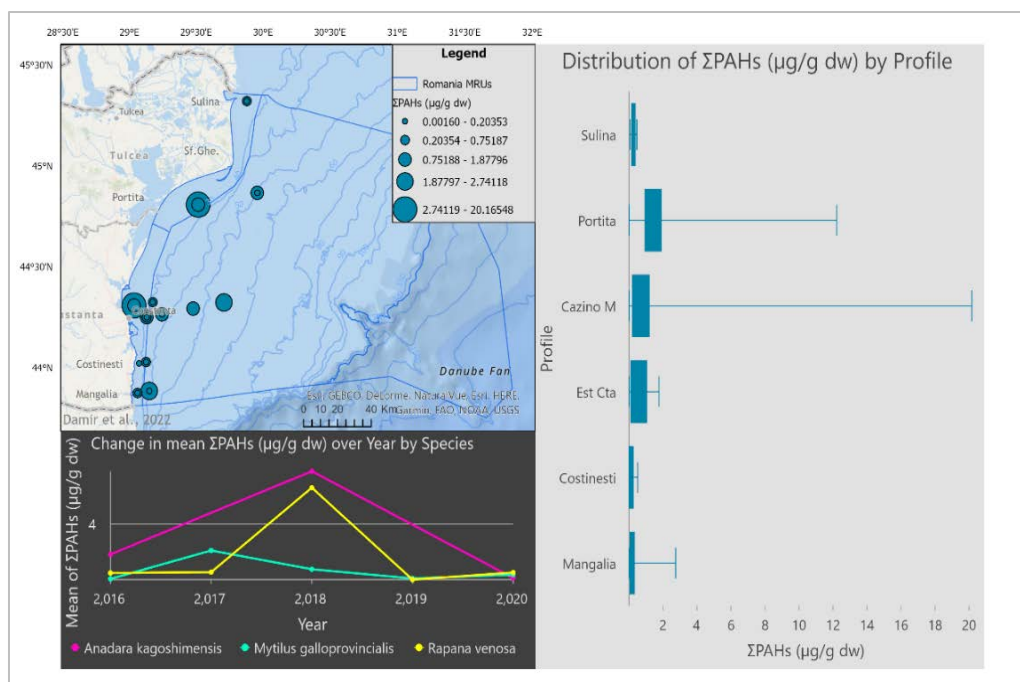 28°30'E 29°E 29°30'E 30°E 30°30'E 31°E 31°30'E 32°E
45°30'N
45°N
44°30'N
44°N
Legend
Romania MRUs
ΣPAHs (µg/g dw)
0.00160 - 0.20353
0.20354 - 0.75187
0.75188 - 1.87796
1.87797 - 2.74118
2.74119 - 20.16548
Sulina
Tulcea
Sf.Ghe.
Portita
Costinesti
Mangalia
Danube Fan
Esri, GEBCO, DeLorme, NaturalVue, Esri, HERE,
Garmin, FAO, NOAA, USGS
0 10 20 40 Km
Damir et al., 2022
Change in mean ΣPAHs (µg/g dw) over Year by Species
Mean of ΣPAHs (µg/g dw)
4
2,016 2,017 2,018 2,019 2,020
Year
Anadara kagoshimensis Mytilus galloprovincialis Rapana venosa
Distribution of ΣPAHs (µg/g dw) by Profile
Profile
Sulina
Portita
Cazino M
Est Cta
Costinesti
Mangalia
2 4 6 8 10 12 14 16 18 20
ΣPAHs (µg/g dw)